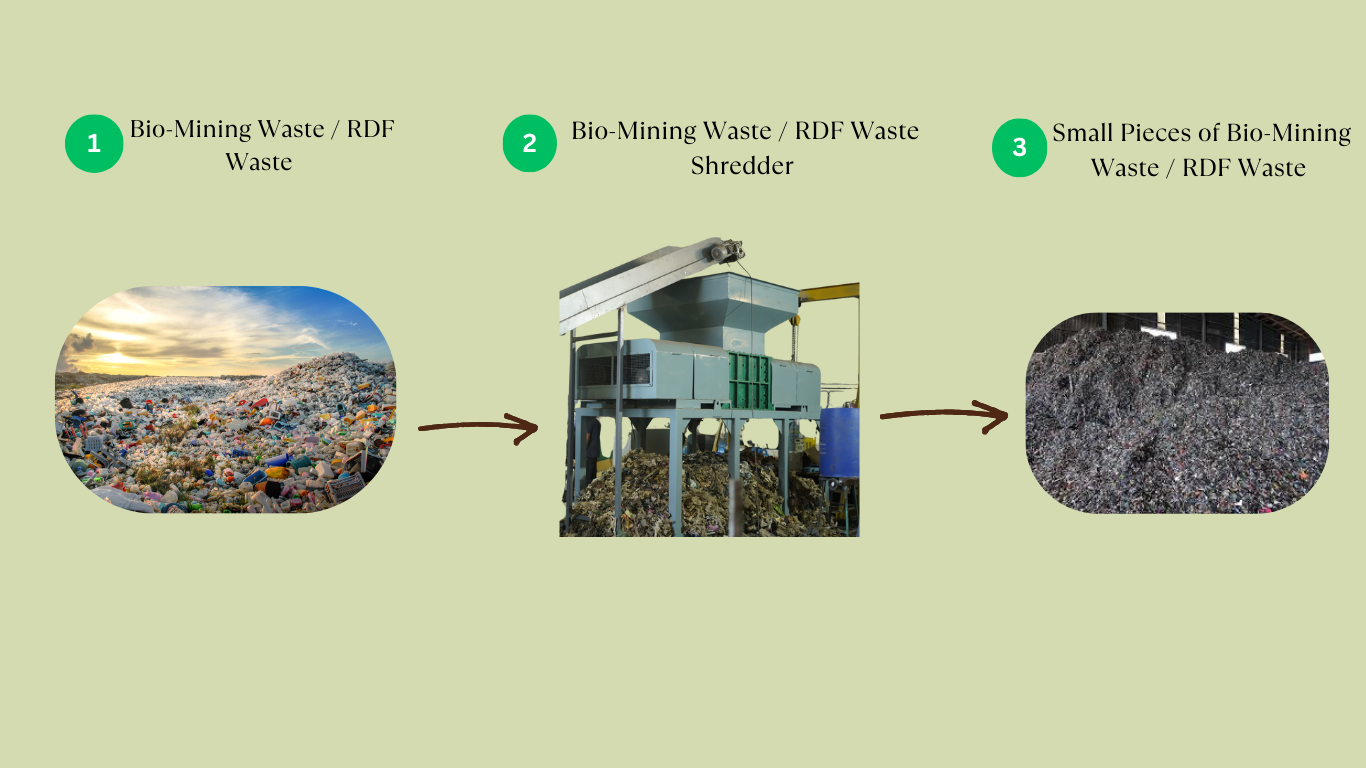 1
Bio-Mining Waste / RDF
Waste
2
Bio-Mining Waste / RDF Waste
Shredder
3
Small Pieces of Bio-Mining
Waste / RDF Waste